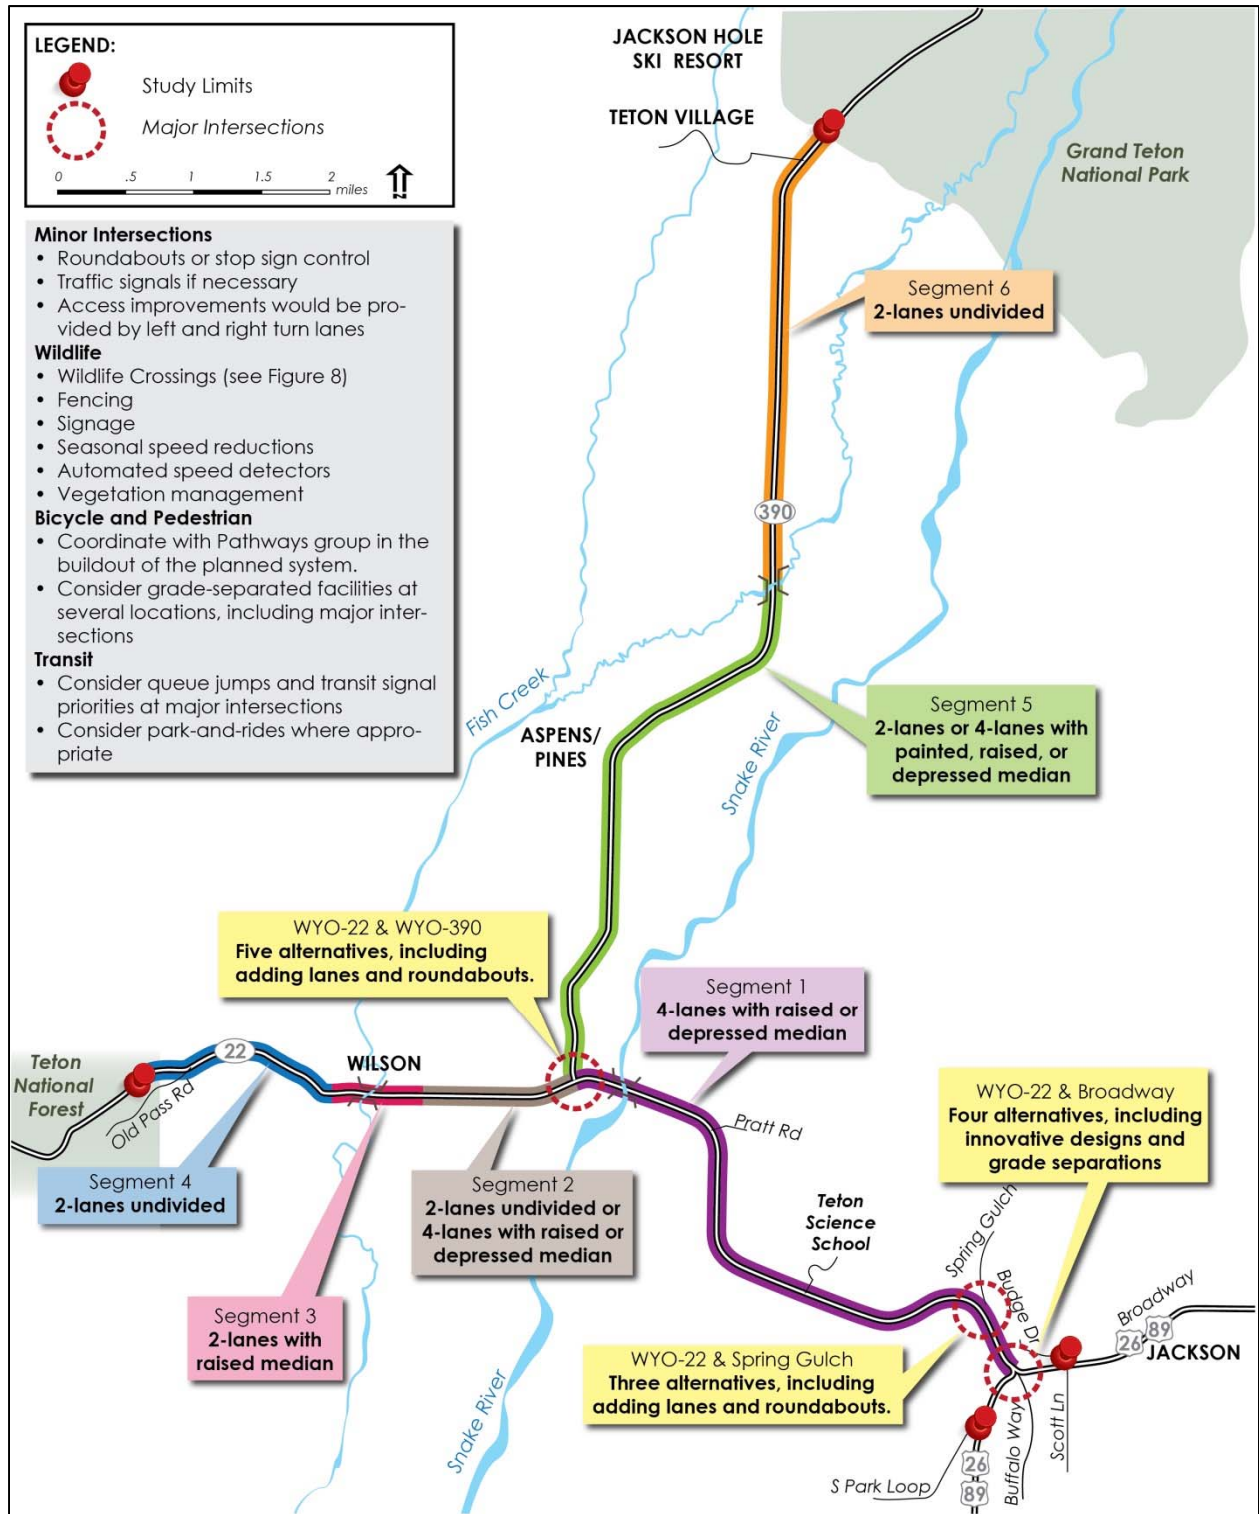 LEGEND:
Study Limits
Major Intersections
0 .5 1 1.5 2
miles
Minor Intersections
• Roundabouts or stop sign control
• Traffic signals if necessary
• Access improvements would be pro-
vided by left and right turn lanes
Wildlife
• Wildlife Crossings (see Figure 8)
• Fencing
• Signage
• Seasonal speed reductions
• Automated speed detectors
• Vegetation management
Bicycle and Pedestrian
• Coordinate with Pathways group in the
buildout of the planned system.
• Consider grade-separated facilities at
several locations, including major inter-
sections
Transit
• Consider queue jumps and transit signal
priorities at major intersections
• Consider park-and-rides where appro-
priate
JACKSON HOLE
SKI RESORT
TETON VILLAGE
Grand Teton
National Park
Segment 6
2-lanes undivided
390
Fish Creek
ASPENS/
PINES
Snake River
Segment 5
2-lanes or 4-lanes with
painted, raised, or
depressed median
WYO-22 & WYO-390
Five alternatives, including
adding lanes and roundabouts.
Segment 1
4-lanes with raised or
depressed median
Teton
National
Forest
22
Old Pass Rd
WILSON
Pratt Rd
WYO-22 & Broadway
Four alternatives, including
innovative designs and
grade separations
Segment 4
2-lanes undivided
Segment 2
2-lanes undivided or
4-lanes with raised or
depressed median
Teton
Science
School
Spring Gulch
Budge Dr
Broadway
26 89
JACKSON
Segment 3
2-lanes with
raised median
WYO-22 & Spring Gulch
Three alternatives, including
adding lanes and roundabouts.
Snake River
S Park Loop
26
89
Buffalo Way
Scott Ln